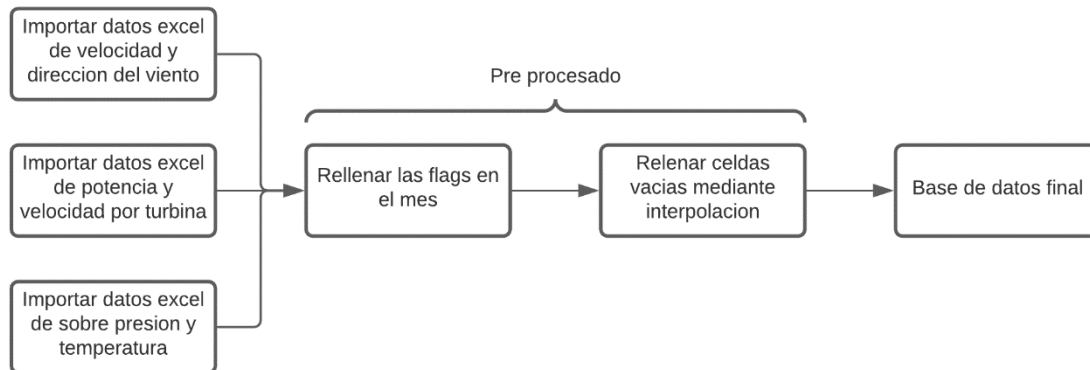 Importar datos excel
de velocidad y
direccion del viento
Pre procesado
Importar datos excel
de potencia y
velocidad por turbina
Rellenar las flags en
el mes
Relenar celdas
vacias mediante
interpolacion
Base de datos final
Importar datos excel
de sobre presion y
temperatura